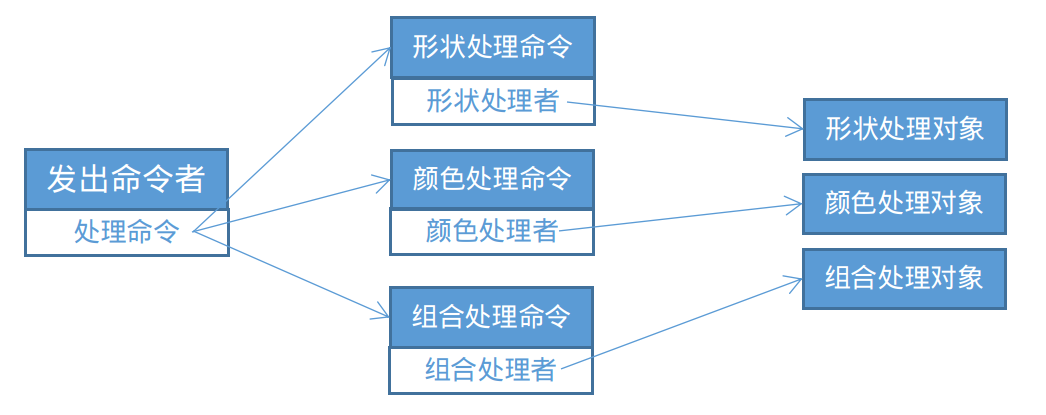 发出命令者
处理命令
形状处理命令
形状处理者
颜色处理命令
颜色处理者
组合处理命令
组合处理者
形状处理对象
颜色处理对象
组合处理对象